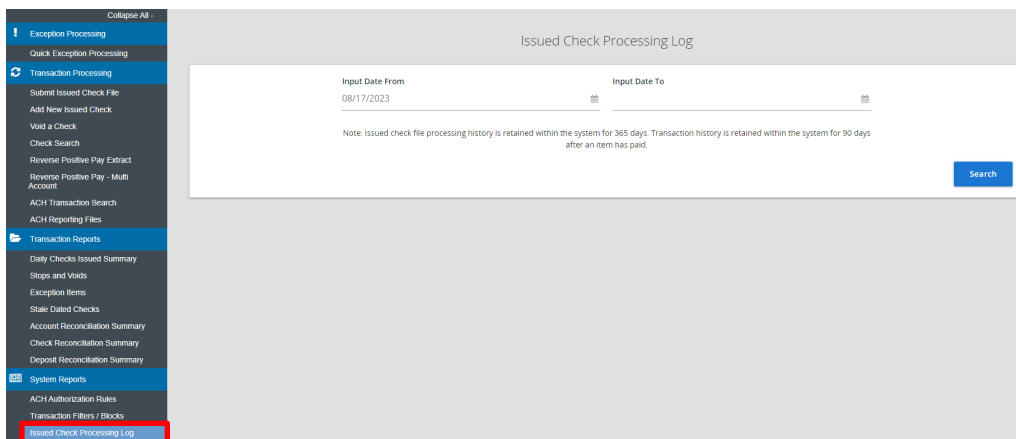 Collapse All -
Exception Processing
Quick Exception Processing
Transaction Processing
Submit Issued Check File
Add New Issued Check
Void a Check
Check Search
Reverse Positive Pay Extract
Reverse Positive Pay - Multi
Account
ACH Transaction Search
ACH Reporting Files
Transaction Reports
Daily Checks Issued Summary
Stops and Voids
Exception Items
Stale Dated Checks
Account Reconciliation Summary
Check Reconciliation Summary
Deposit Reconciliation Summary
System Reports
ACH Authorization Rules
Transaction Filters / Blocks
Issued Check Processing Log
Issued Check Processing Log
Input Date From
08/17/2023
Input Date To
Note: Issued check file processing history is retained within the system for 365 days. Transaction history is retained within the system for 90 days
after an item has paid.
Search